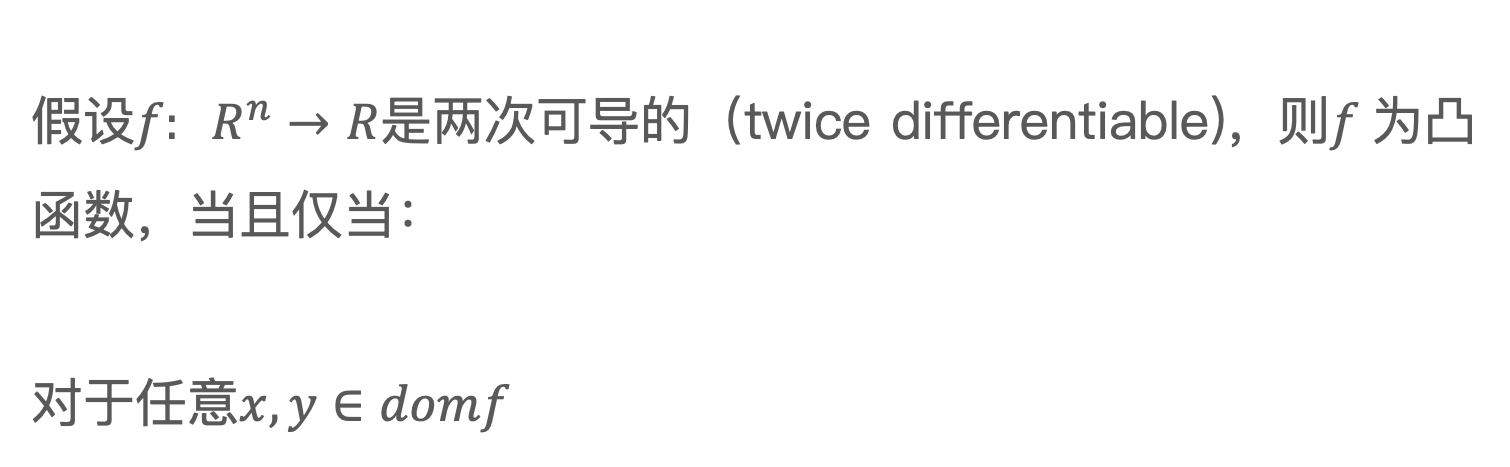 假设f：Rⁿ → R是两次可导的（twice differentiable），则f 为凸
函数，当且仅当：
对于任意x, y ∈ domf